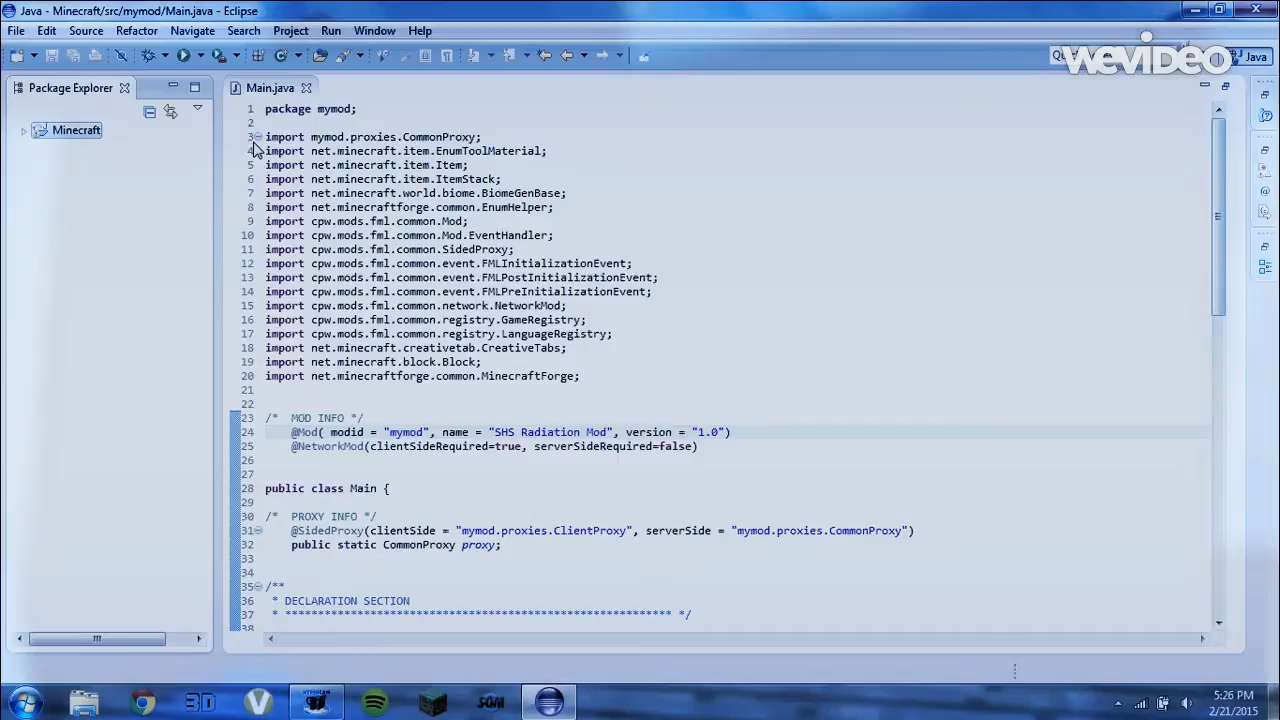 Java - Minecraft/src/mymod/Main.java - Eclipse
File Edit Source Refactor Navigate Search Project Run Window Help
wevideo
Java
Package Explorer
Main.java
Minecraft
1 package mymod;
2
3 import mymod.proxies.CommonProxy;
4 import net.minecraft.item.EnumToolMaterial;
5 import net.minecraft.item.Item;
6 import net.minecraft.item.ItemStack;
7 import net.minecraft.world.biome.BiomeGenBase;
8 import net.minecraftforge.common.EnumHelper;
9 import cpw.mods.fml.common.Mod;
10 import cpw.mods.fml.common.Mod.EventHandler;
11 import cpw.mods.fml.common.SidedProxy;
12 import cpw.mods.fml.common.event.FMLInitializationEvent;
13 import cpw.mods.fml.common.event.FMLPostInitializationEvent;
14 import cpw.mods.fml.common.event.FMLPreInitializationEvent;
15 import cpw.mods.fml.common.network.NetworkMod;
16 import cpw.mods.fml.common.registry.GameRegistry;
17 import cpw.mods.fml.common.registry.LanguageRegistry;
18 import net.minecraft.creativetab.CreativeTabs;
19 import net.minecraft.block.Block;
20 import net.minecraftforge.common.MinecraftForge;
21
22
23 /* MOD INFO */
24 @Mod( modid = "mymod", name = "SHS Radiation Mod", version = "1.0")
25 @NetworkMod(clientSideRequired=true, serverSideRequired=false)
26
27
28 public class Main {
29
30 /* PROXY INFO */
31 @SidedProxy(clientSide = "mymod.proxies.ClientProxy", serverSide = "mymod.proxies.CommonProxy")
32 public static CommonProxy proxy;
33
34
35 /**
36 * DECLARATION SECTION
37 * *********************************************************** */
38
3D
SGM
5:26 PM
2/21/2015